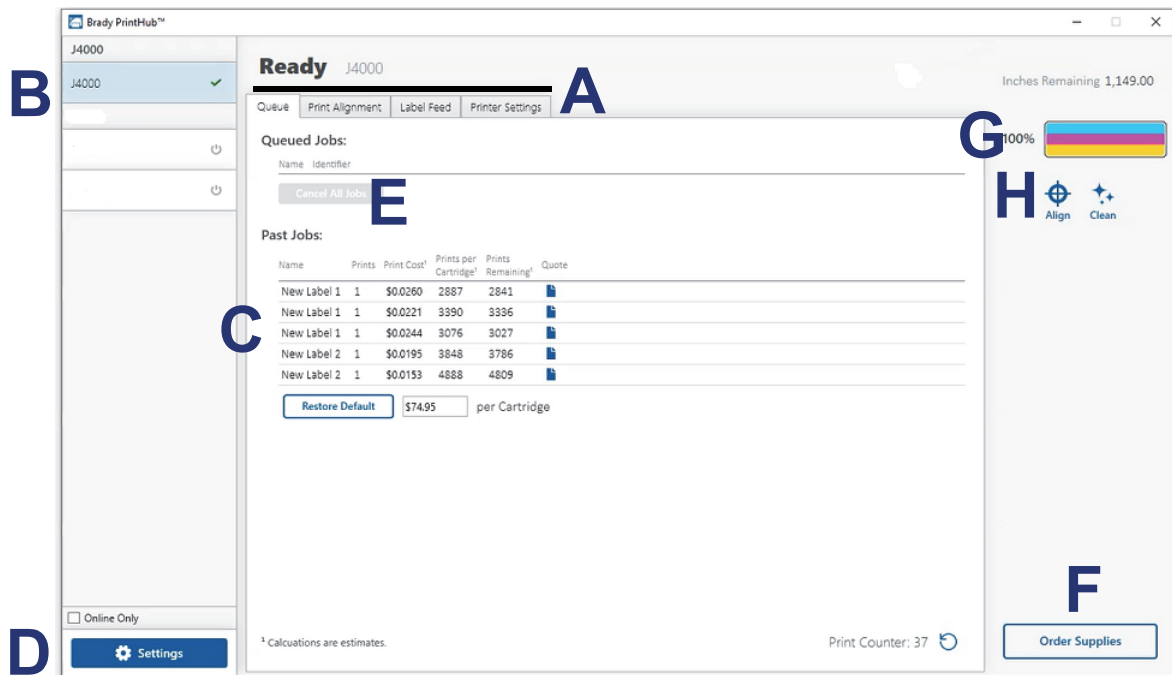 Brady PrintHub™
J4000
B
J4000
Ready J4000
A
Inches Remaining 1,149.00
Queue Print Alignment Label Feed Printer Settings
G
100%
Queued Jobs:
Name Identifier
Cancel All Jobs
E
H
Align Clean
Past Jobs:
Name Prints Print Cost¹ Prints per Cartridge¹ Prints Remaining¹ Quote
New Label 1 1 $0.0260 2887 2841
New Label 1 1 $0.0221 3390 3336
C
New Label 1 1 $0.0244 3076 3027
New Label 2 1 $0.0195 3848 3786
New Label 2 1 $0.0153 4888 4809
Restore Default $74.95 per Cartridge
Online Only
D
Settings
¹ Calcuations are estimates.
Print Counter: 37
F
Order Supplies